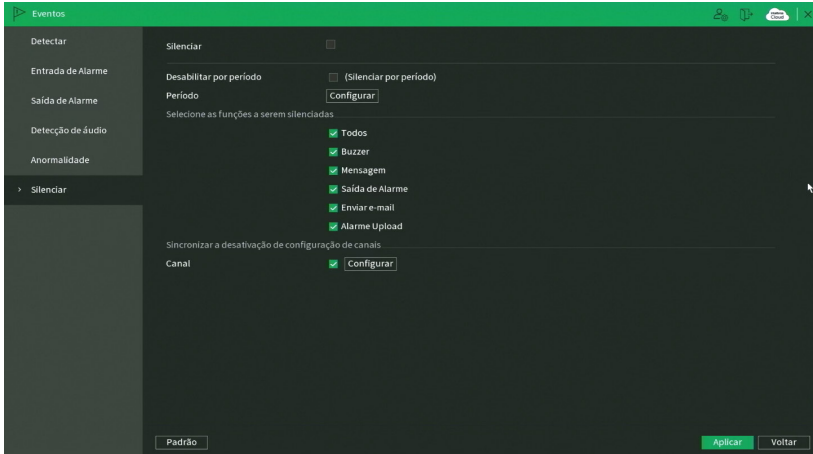 Eventos
Cloud
Detectar
Entrada de Alarme
Saída de Alarme
Detecção de áudio
Anormalidade
Silenciar
Silenciar
Desabilitar por período (Silenciar por período)
Período Configurar
Selecione as funções a serem silenciadas
Todos
Buzzer
Mensagem
Saída de Alarme
Enviar e-mail
Alarme Upload
Sincronizar a desativação de configuração de canais
Canal Configurar
Padrão Aplicar Voltar